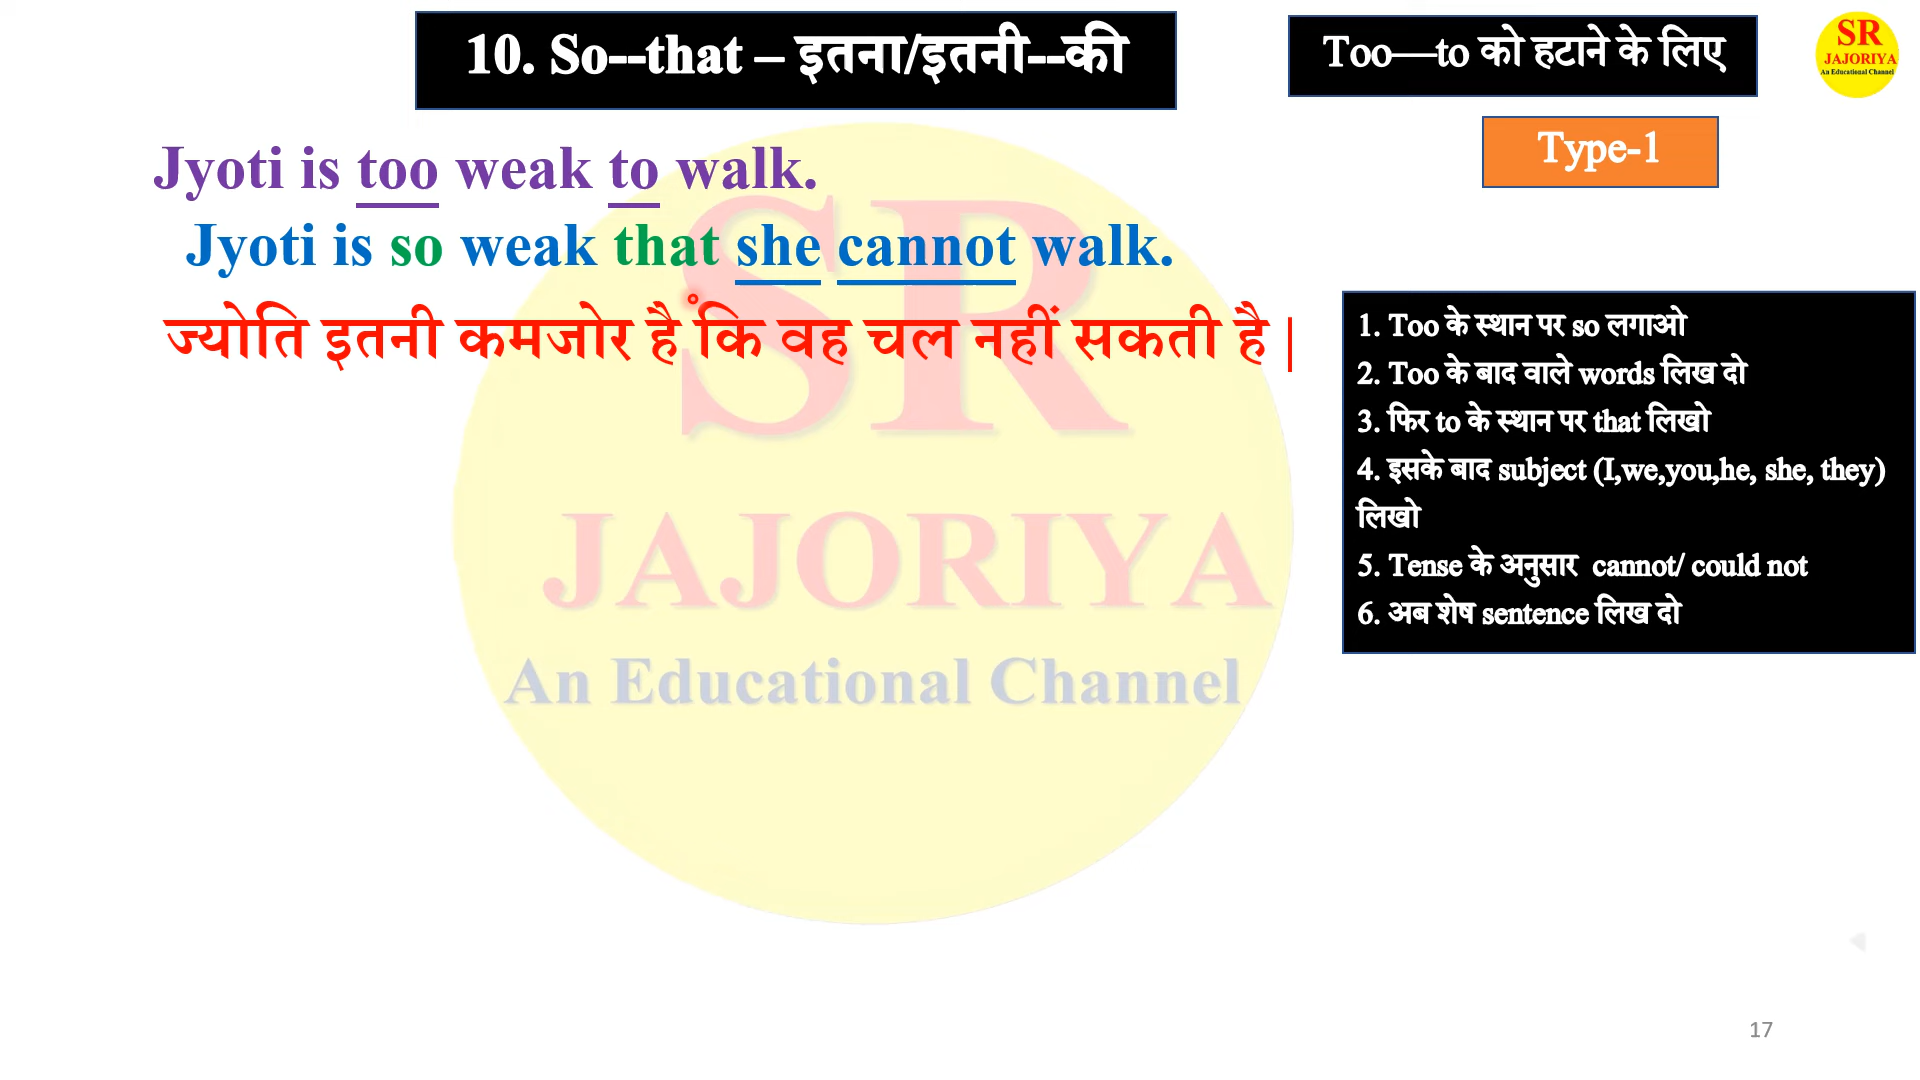 10. So--that – इतना/इतनी--की
Too—to को हटाने के लिए
SR
JAJORIYA
An Educational Channel
Type-1
Jyoti is too weak to walk.
Jyoti is so weak that she cannot walk.
ज्योति इतनी कमजोर है कि वह चल नहीं सकती है |
1. Too के स्थान पर so लगाओ
2. Too के बाद वाले words लिख दो
3. फिर to के स्थान पर that लिखो
4. इसके बाद subject (I,we,you,he, she, they)
लिखो
5. Tense के अनुसार cannot/ could not
6. अब शेष sentence लिख दो
SR
JAJORIYA
An Educational Channel
17